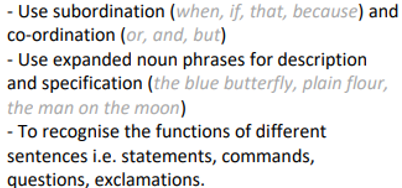 - Use subordination (when, if, that, because) and
co-ordination (or, and, but)
- Use expanded noun phrases for description
and specification (the blue butterfly, plain flour,
the man on the moon)
- To recognise the functions of different
sentences i.e. statements, commands,
questions, exclamations.